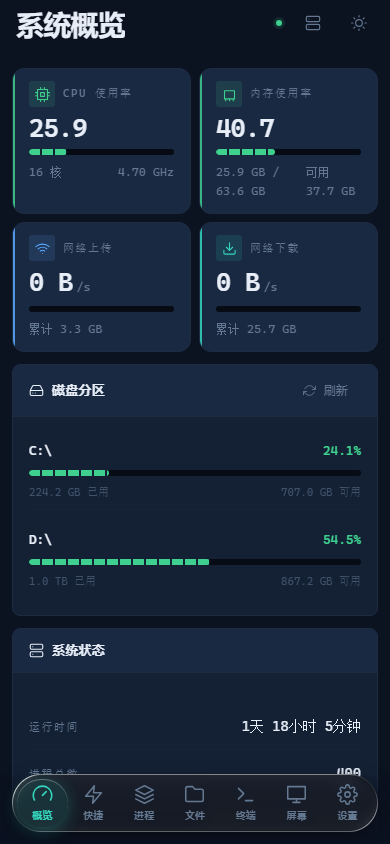 系统概览
CPU 使用率
25.9
16 核 4.70 GHz
内存使用率
40.7
25.9 GB / 可用
63.6 GB 37.7 GB
网络上传
0 B/s
累计 3.3 GB
网络下载
0 B/s
累计 25.7 GB
磁盘分区 刷新
C:\ 24.1%
224.2 GB 已用 707.0 GB 可用
D:\ 54.5%
1.0 TB 已用 867.2 GB 可用
系统状态
运行时间 1天 18小时 5分钟
进程总数 400
概览 快捷 进程 文件 终端 屏幕 设置